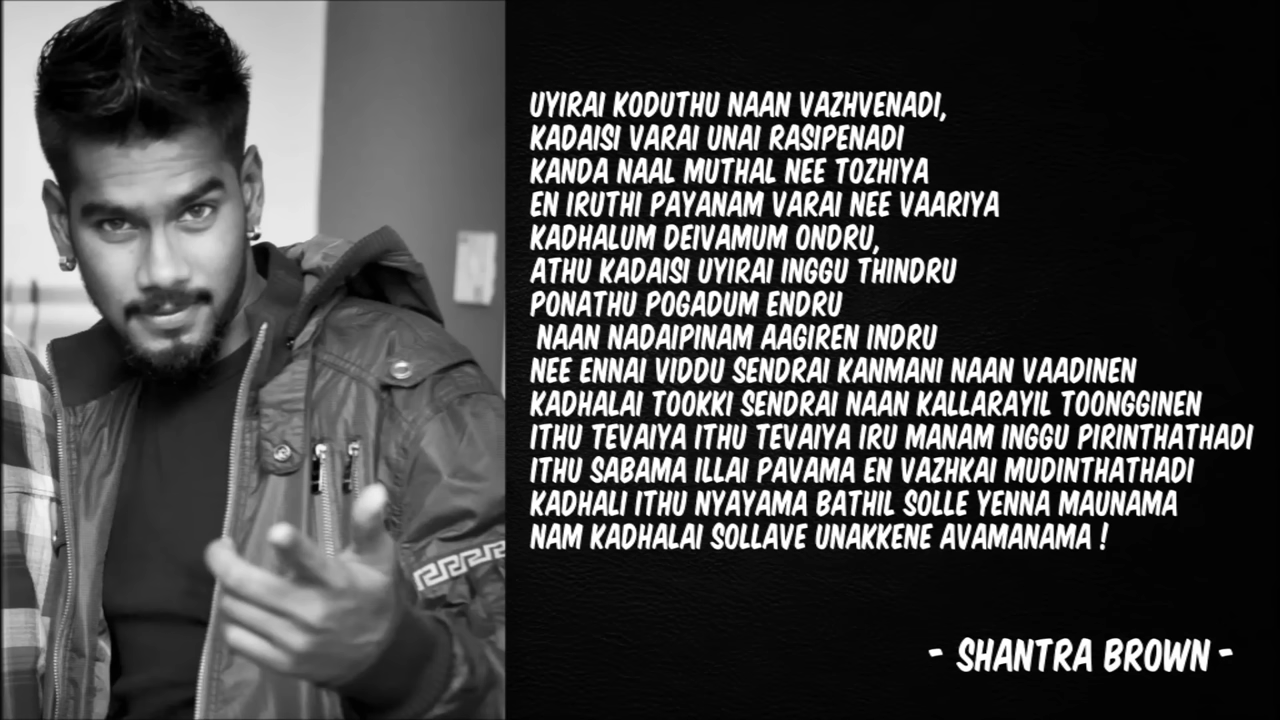 UYIRAI KODUTHU NAAN VAZHVENADI,
KADAISI VARAI UNAI RASIPENADI
KANDA NAAL MUTHAL NEE TOZHIYA
EN IRUTHI PAYANAM VARAI NEE VAARIYA
KADHALUM DEIVAMUM ONDRU,
ATHU KADAISI UYIRAI INGGU THINDRU
PONATHU POGADUM ENDRU
NAAN NADAIPINAM AAGIREN INDRU
NEE ENNAI VIDDU SENDRAI KANMANI NAAN VAADINEN
KADHALAI TOOKKI SENDRAI NAAN KALLARAYIL TOONGGINEN
ITHU TEVAIYA ITHU TEVAIYA IRU MANAM INGGU PIRINTHATHADI
ITHU SABAMA ILLAI PAVAMA EN VAZHKAI MUDINTHATHADI
KADHALI ITHU NYAYAMA BATHIL SOLLE YENNA MAUNAMA
NAM KADHALAI SOLLAVE UNAKKENE AVAMANAMA !
- SHANTRA BROWN -